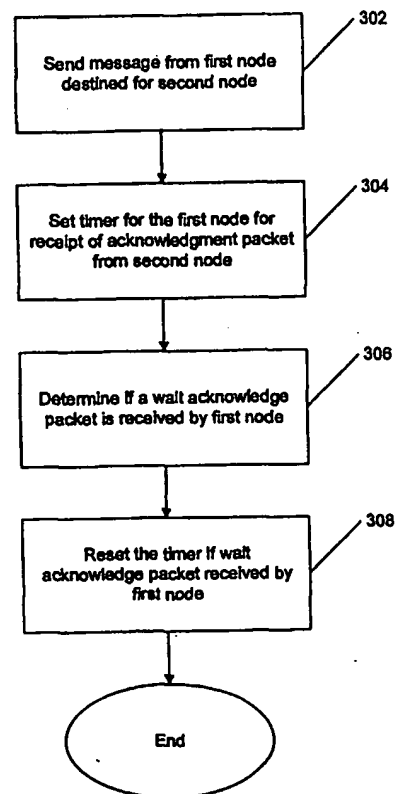 302
Send message from first node
destined for second node
304
Set timer for the first node for
receipt of acknowledgment packet
from second node
306
Determine if a wait acknowledge
packet is received by first node
308
Reset the timer if wait
acknowledge packet received by
first node
End